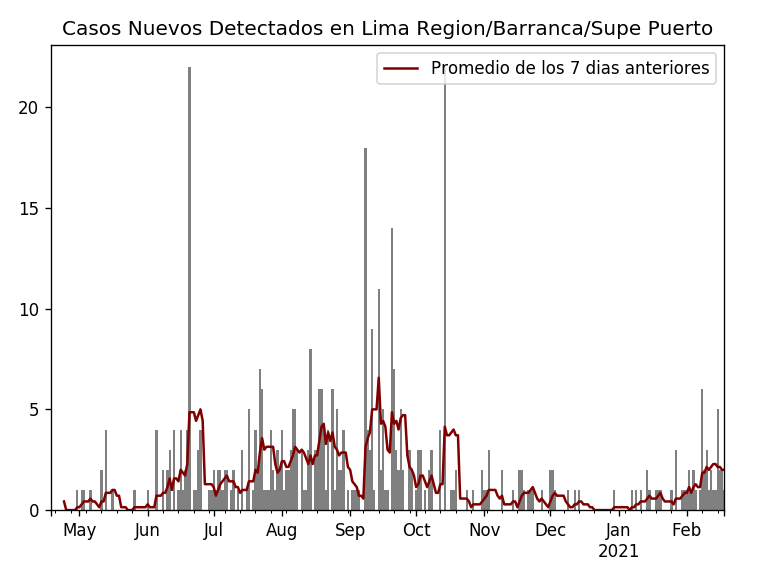 Casos Nuevos Detectados en Lima Region/Barranca/Supe Puerto
Promedio de los 7 dias anteriores
20
15
10
5
0
May Jun Jul Aug Sep Oct Nov Dec Jan Feb
2021